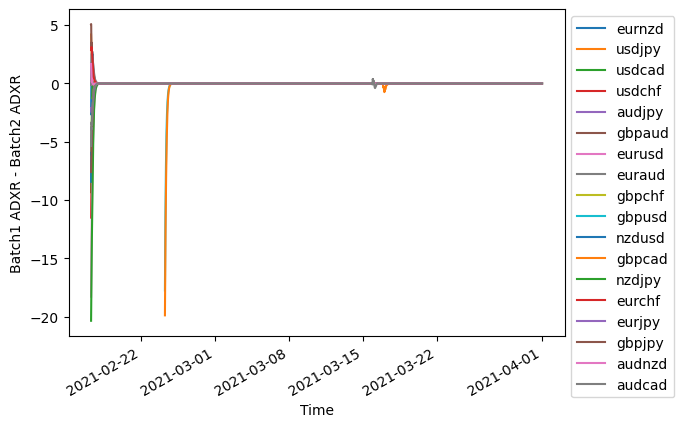 5
0
−5
−10
−15
−20
Batch1 ADXR - Batch2 ADXR
2021-02-22
2021-03-01
2021-03-08
2021-03-15
2021-03-22
2021-04-01
Time
eurnzd
usdjpy
usdcad
usdchf
audjpy
gbpaud
eurusd
euraud
gbpchf
gbpusd
nzdusd
gbpcad
nzdjpy
eurchf
eurjpy
gbpjpy
audnzd
audcad